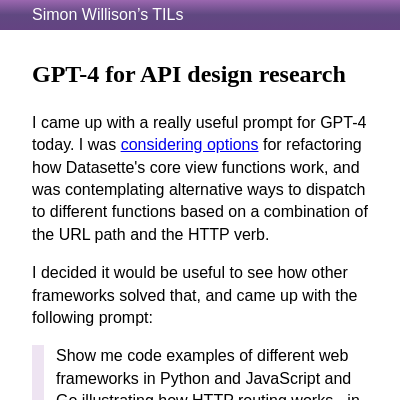 Simon Willison’s TILs
GPT-4 for API design research
I came up with a really useful prompt for GPT-4
today. I was considering options for refactoring
how Datasette's core view functions work, and
was contemplating alternative ways to dispatch
to different functions based on a combination of
the URL path and the HTTP verb.
I decided it would be useful to see how other
frameworks solved that, and came up with the
following prompt:
Show me code examples of different web
frameworks in Python and JavaScript and
Go illustrating how HTTP routing works - in